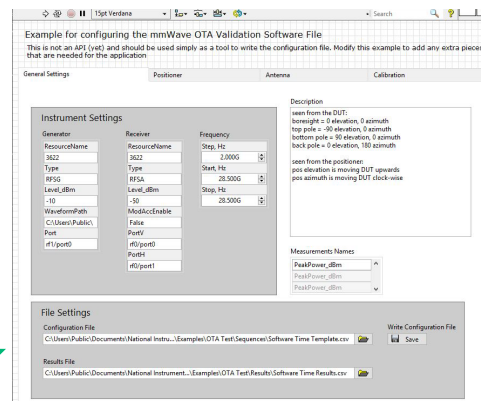 15pt Verdana
Search
Example for configuring the mmWave OTA Validation Software File
This is not an API (yet) and should be used simply as a tool to write the configuration file. Modify this example to add any extra pieces
that are needed for the application
General Settings
Positioner
Antenna
Calibration
Instrument Settings
Generator
ResourceName
3622
Type
RFSG
Level_dBm
-10
WaveformPath
C:\Users\Public\
Port
rf1/port0
Receiver
ResourceName
3622
Type
RFSA
Level_dBm
-50
ModAccEnable
False
PortV
rf0/port0
PortH
rf0/port1
Frequency
Step, Hz
2.000G
Start, Hz
28.500G
Stop, Hz
28.500G
Description
seen from the DUT:
boresight = 0 elevation, 0 azimuth
top pole = -90 elevation, 0 azimuth
bottom pole = 90 elevation, 0 azimuth
back pole = 0 elevation, 180 azimuth
seen from the positioner:
pos elevation is moving DUT upwards
pos azimuth is moving DUT clock-wise
Measurements Names
PeakPower_dBm
PeakPower_dBm
PeakPower_dBm
File Settings
Configuration File
C:\Users\Public\Documents\National Instru...\Examples\OTA Test\Sequences\Software Time Template.csv
Write Configuration File
Save
Results File
C:\Users\Public\Documents\National Instrument...\Examples\OTA Test\Results\Software Time Results.csv